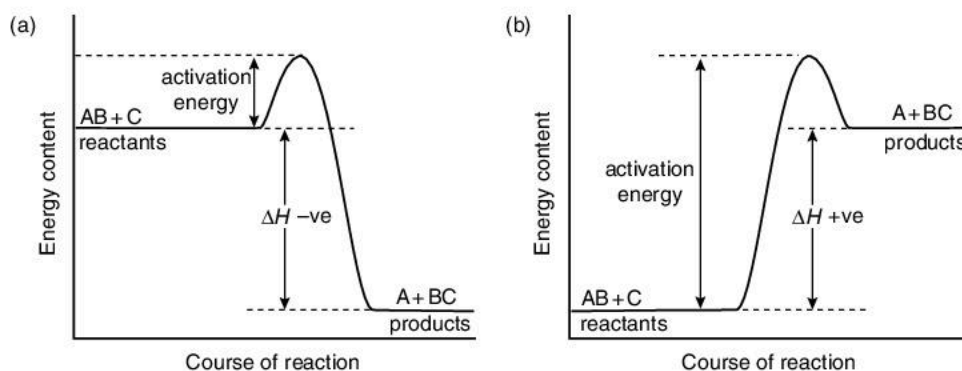 (a)
activation
energy
AB + C
reactants
ΔH –ve
A + BC
products
Energy content
Course of reaction
(b)
A + BC
products
activation
energy
ΔH +ve
AB + C
reactants
Energy content
Course of reaction